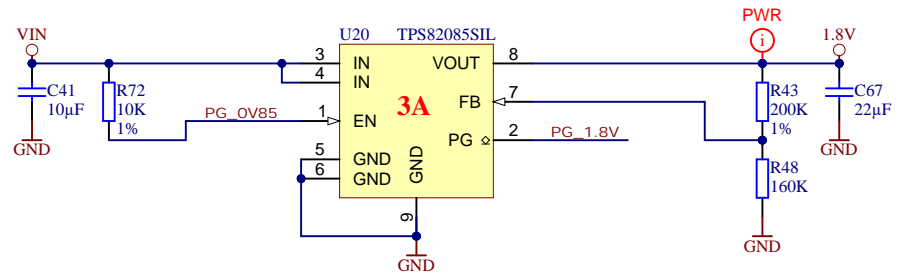 PWR
VIN
U20 TPS82085SIL
1.8V
3 IN
VOUT 8
4 IN
C41
10µF
R72
10K
1%
PG_0V85
1 EN
3A
FB 7
PG 2
PG_1.8V
R43
200K
1%
C67
22µF
5 GND
6 GND
GND
9
R48
160K
GND
GND
GND
GND
i